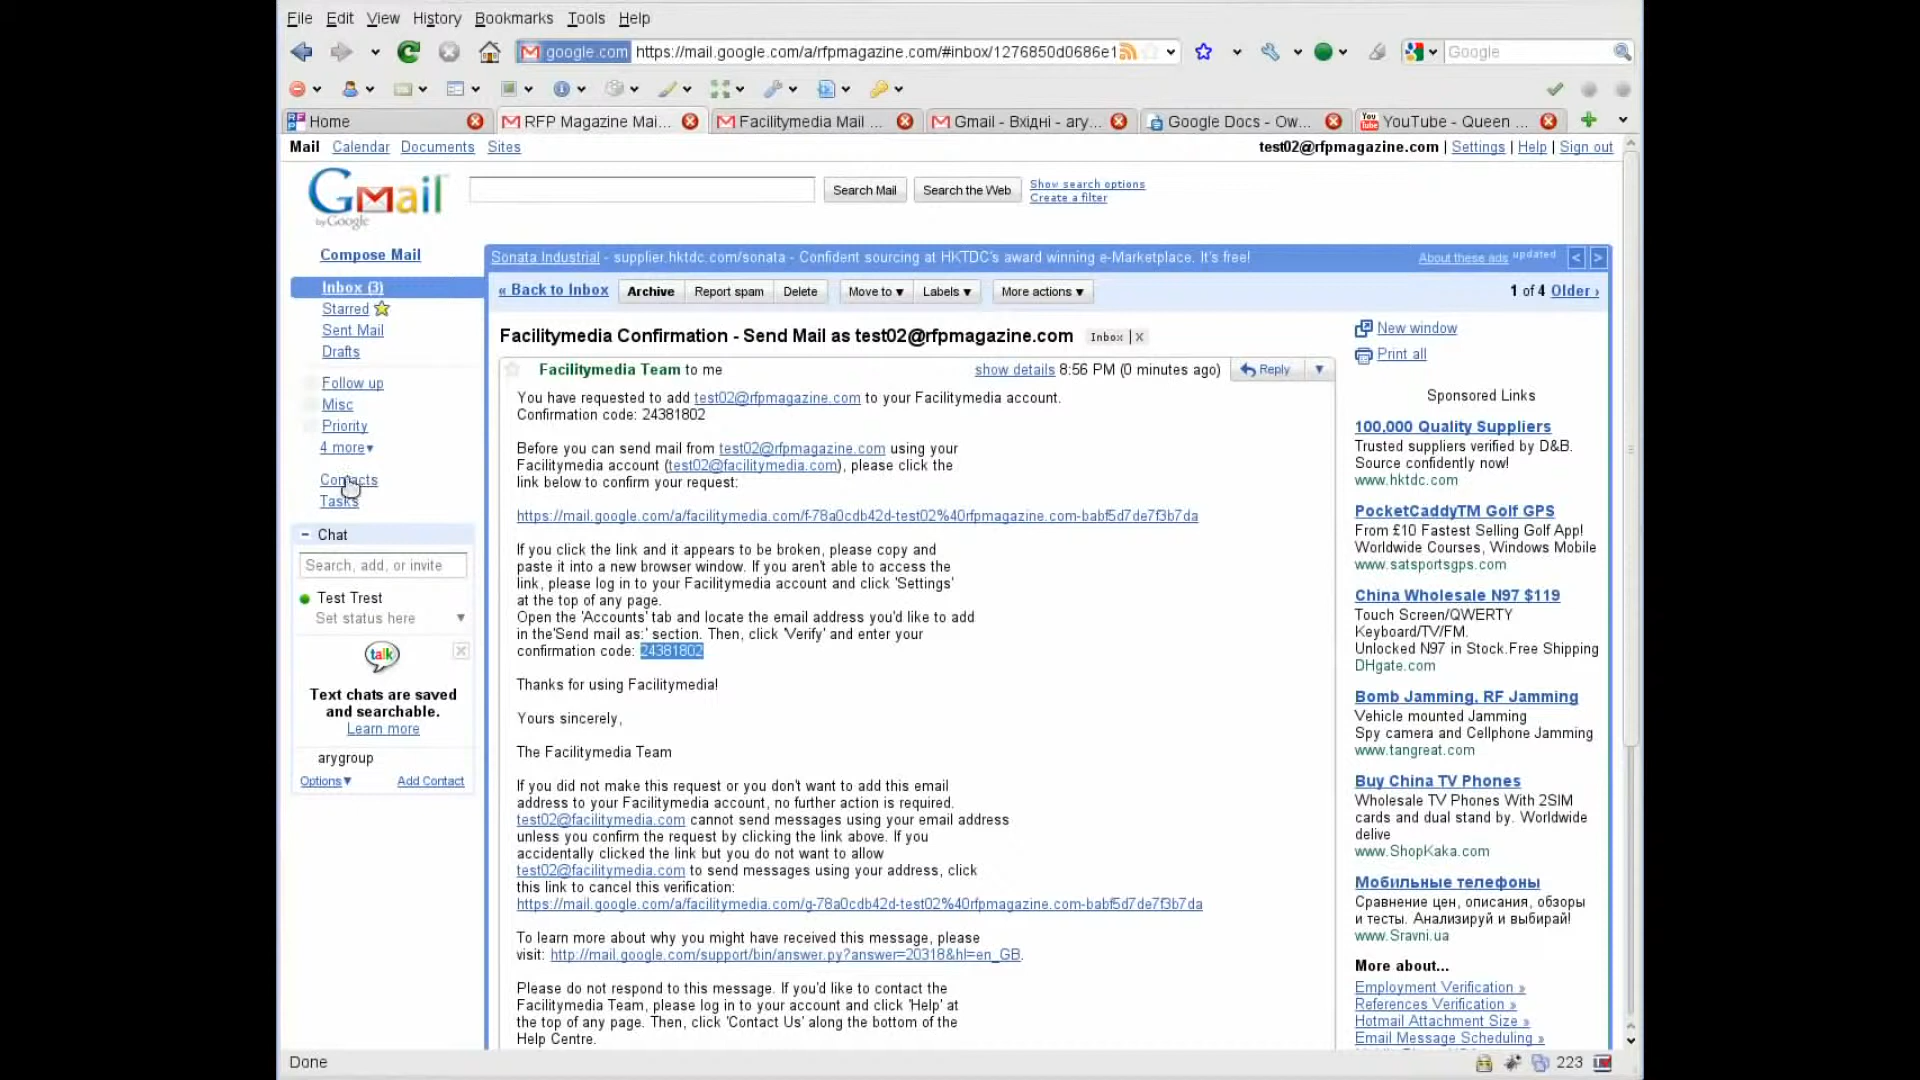 File Edit View History Bookmarks Tools Help
google.com https://mail.google.com/a/rfpmagazine.com/#inbox/1276850d0686e1 Google
Home RFP Magazine Mai... Facilitymedia Mail ... Gmail - Вхідні - ary... Google Docs - Ow... YouTube - Queen ...
Mail Calendar Documents Sites test02@rfpmagazine.com | Settings | Help | Sign out
Gmail
by Google
Search Mail Search the Web Show search options
Create a filter
Compose Mail
Inbox (3)
Starred
Sent Mail
Drafts
Follow up
Misc
Priority
4 more▾
Contacts
Tasks
− Chat
Search, add, or invite
Test Trest
Set status here
talk
Text chats are saved
and searchable.
Learn more
arygroup
Options▼ Add Contact
Sonata Industrial - supplier.hktdc.com/sonata - Confident sourcing at HKTDC's award winning e-Marketplace. It's free! About these ads updated < >
« Back to Inbox Archive Report spam Delete Move to ▼ Labels ▼ More actions ▼ 1 of 4 Older ›
Facilitymedia Confirmation - Send Mail as test02@rfpmagazine.com Inbox | X
Facilitymedia Team to me show details 8:56 PM (0 minutes ago) Reply ▼
You have requested to add test02@rfpmagazine.com to your Facilitymedia account.
Confirmation code: 24381802
Before you can send mail from test02@rfpmagazine.com using your
Facilitymedia account (test02@facilitymedia.com), please click the
link below to confirm your request:
https://mail.google.com/a/facilitymedia.com/f-78a0cdb42d-test02%40rfpmagazine.com-babf5d7de7f3b7da
If you click the link and it appears to be broken, please copy and
paste it into a new browser window. If you aren't able to access the
link, please log in to your Facilitymedia account and click 'Settings'
at the top of any page.
Open the 'Accounts' tab and locate the email address you'd like to add
in the'Send mail as:' section. Then, click 'Verify' and enter your
confirmation code: 24381802
Thanks for using Facilitymedia!
Yours sincerely,
The Facilitymedia Team
If you did not make this request or you don't want to add this email
address to your Facilitymedia account, no further action is required.
test02@facilitymedia.com cannot send messages using your email address
unless you confirm the request by clicking the link above. If you
accidentally clicked the link but you do not want to allow
test02@facilitymedia.com to send messages using your address, click
this link to cancel this verification:
https://mail.google.com/a/facilitymedia.com/g-78a0cdb42d-test02%40rfpmagazine.com-babf5d7de7f3b7da
To learn more about why you might have received this message, please
visit: http://mail.google.com/support/bin/answer.py?answer=20318&hl=en_GB.
Please do not respond to this message. If you'd like to contact the
Facilitymedia Team, please log in to your account and click 'Help' at
the top of any page. Then, click 'Contact Us' along the bottom of the
Help Centre.
New window
Print all
Sponsored Links
100,000 Quality Suppliers
Trusted suppliers verified by D&B.
Source confidently now!
www.hktdc.com
PocketCaddyTM Golf GPS
From £10 Fastest Selling Golf App!
Worldwide Courses, Windows Mobile
www.satsportsgps.com
China Wholesale N97 $119
Touch Screen/QWERTY
Keyboard/TV/FM.
Unlocked N97 in Stock.Free Shipping
DHgate.com
Bomb Jamming, RF Jamming
Vehicle mounted Jamming
Spy camera and Cellphone Jamming
www.tangreat.com
Buy China TV Phones
Wholesale TV Phones With 2SIM
cards and dual stand by. Worldwide
delive
www.ShopKaka.com
Мобильные телефоны
Сравнение цен, описания, обзоры
и тесты. Анализируй и выбирай!
www.Sravni.ua
More about...
Employment Verification »
References Verification »
Hotmail Attachment Size »
Email Message Scheduling »
Done 223